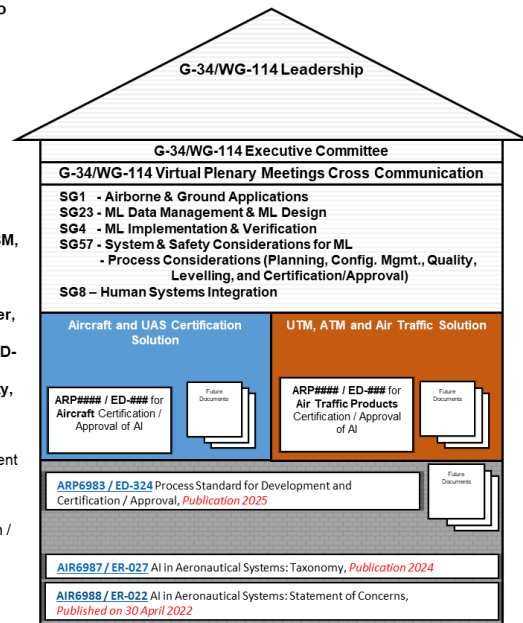 o
G-34/WG-114 Leadership
G-34/WG-114 Executive Committee
G-34/WG-114 Virtual Plenary Meetings Cross Communication
SG1 - Airborne & Ground Applications
SG23 - ML Data Management & ML Design
SG4 - ML Implementation & Verification
SG57 - System & Safety Considerations for ML
- Process Considerations (Planning, Config. Mgmt., Quality,
Levelling, and Certification/Approval)
SG8 – Human Systems Integration
M,
er,
D-
ty,
ent
n /
Aircraft and UAS Certification
Solution
ARP#### / ED-### for
Aircraft Certification /
Approval of AI
Future
Documents
UTM, ATM and Air Traffic Solution
ARP#### / ED-### for
Air Traffic Products
Certification / Approval
of AI
Future
Documents
ARP6983 / ED-324 Process Standard for Development and
Certification / Approval, Publication 2025
Future
Documents
AIR6987 / ER-027 AI in Aeronautical Systems: Taxonomy, Publication 2024
AIR6988 / ER-022 AI in Aeronautical Systems: Statement of Concerns,
Published on 30 April 2022